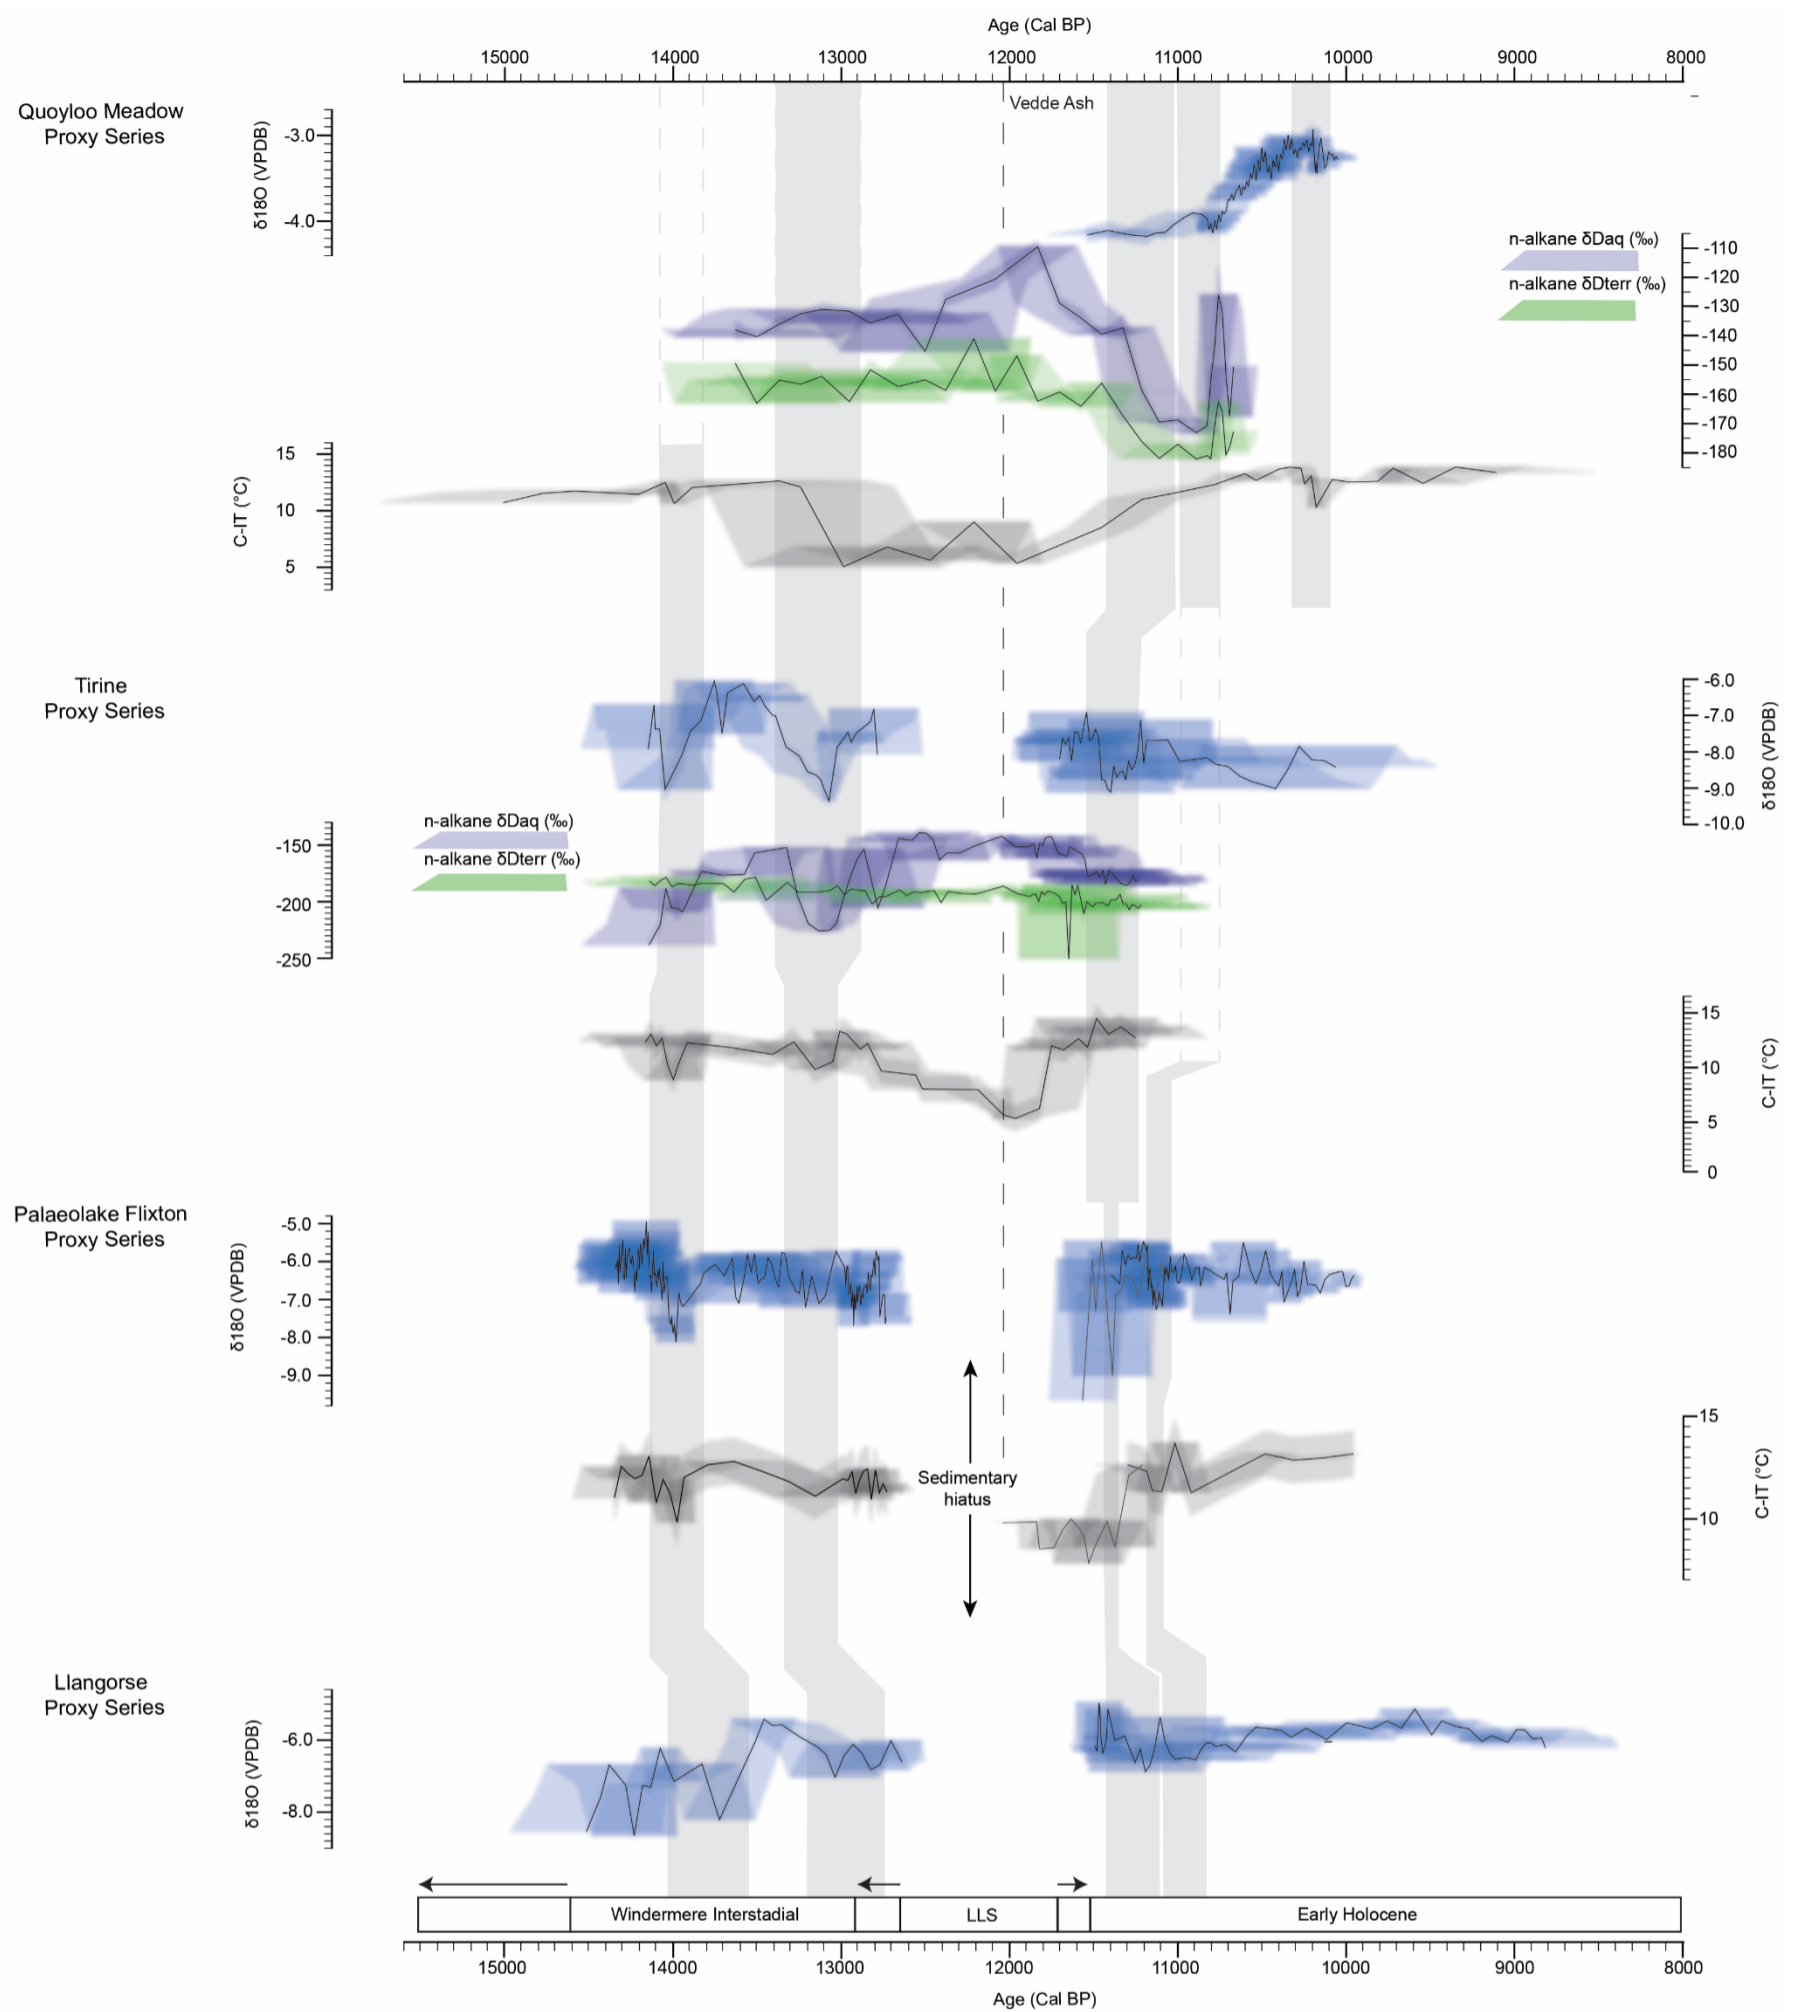 Age (Cal BP)
15000 14000 13000 12000 11000 10000 9000 8000
Vedde Ash
Quoyloo Meadow
Proxy Series
δ18O (VPDB)
-3.0
-4.0
n-alkane δDaq (‰)
n-alkane δDterr (‰)
-110
-120
-130
-140
-150
-160
-170
-180
C-IT (°C)
15
10
5
Tirine
Proxy Series
-6.0
-7.0
-8.0
-9.0
-10.0
δ18O (VPDB)
n-alkane δDaq (‰)
n-alkane δDterr (‰)
-150
-200
-250
15
10
5
0
C-IT (°C)
Palaeolake Flixton
Proxy Series
δ18O (VPDB)
-5.0
-6.0
-7.0
-8.0
-9.0
Sedimentary
hiatus
15
10
C-IT (°C)
Llangorse
Proxy Series
δ18O (VPDB)
-6.0
-8.0
Windermere Interstadial LLS Early Holocene
15000 14000 13000 12000 11000 10000 9000 8000
Age (Cal BP)